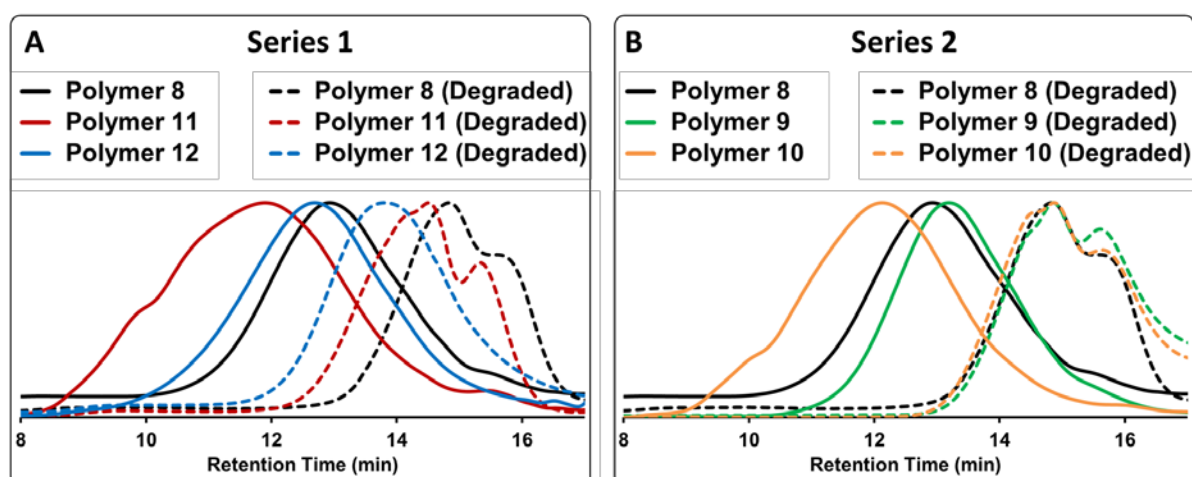 A Series 1
Polymer 8
Polymer 11
Polymer 12
Polymer 8 (Degraded)
Polymer 11 (Degraded)
Polymer 12 (Degraded)
8 10 12 14 16
Retention Time (min)
B Series 2
Polymer 8
Polymer 9
Polymer 10
Polymer 8 (Degraded)
Polymer 9 (Degraded)
Polymer 10 (Degraded)
8 10 12 14 16
Retention Time (min)